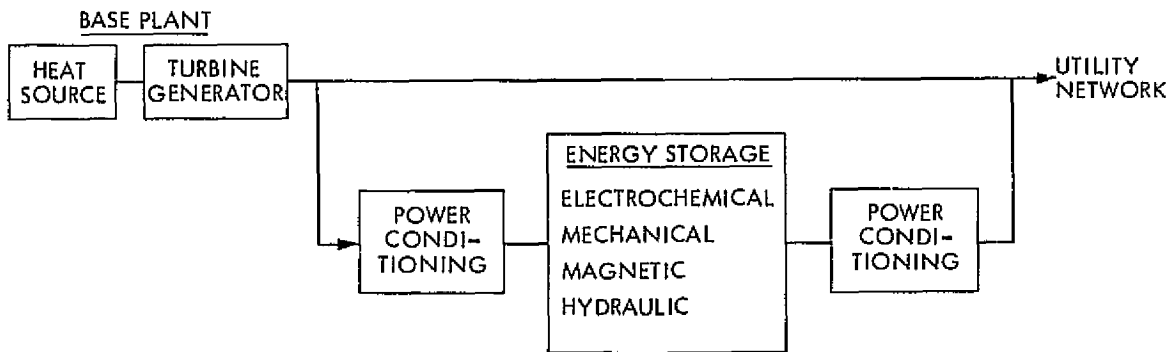 BASE PLANT
HEAT
SOURCE
TURBINE
GENERATOR
UTILITY
NETWORK
POWER
CONDI-
TIONING
ENERGY STORAGE
ELECTROCHEMICAL
MECHANICAL
MAGNETIC
HYDRAULIC
POWER
CONDI-
TIONING